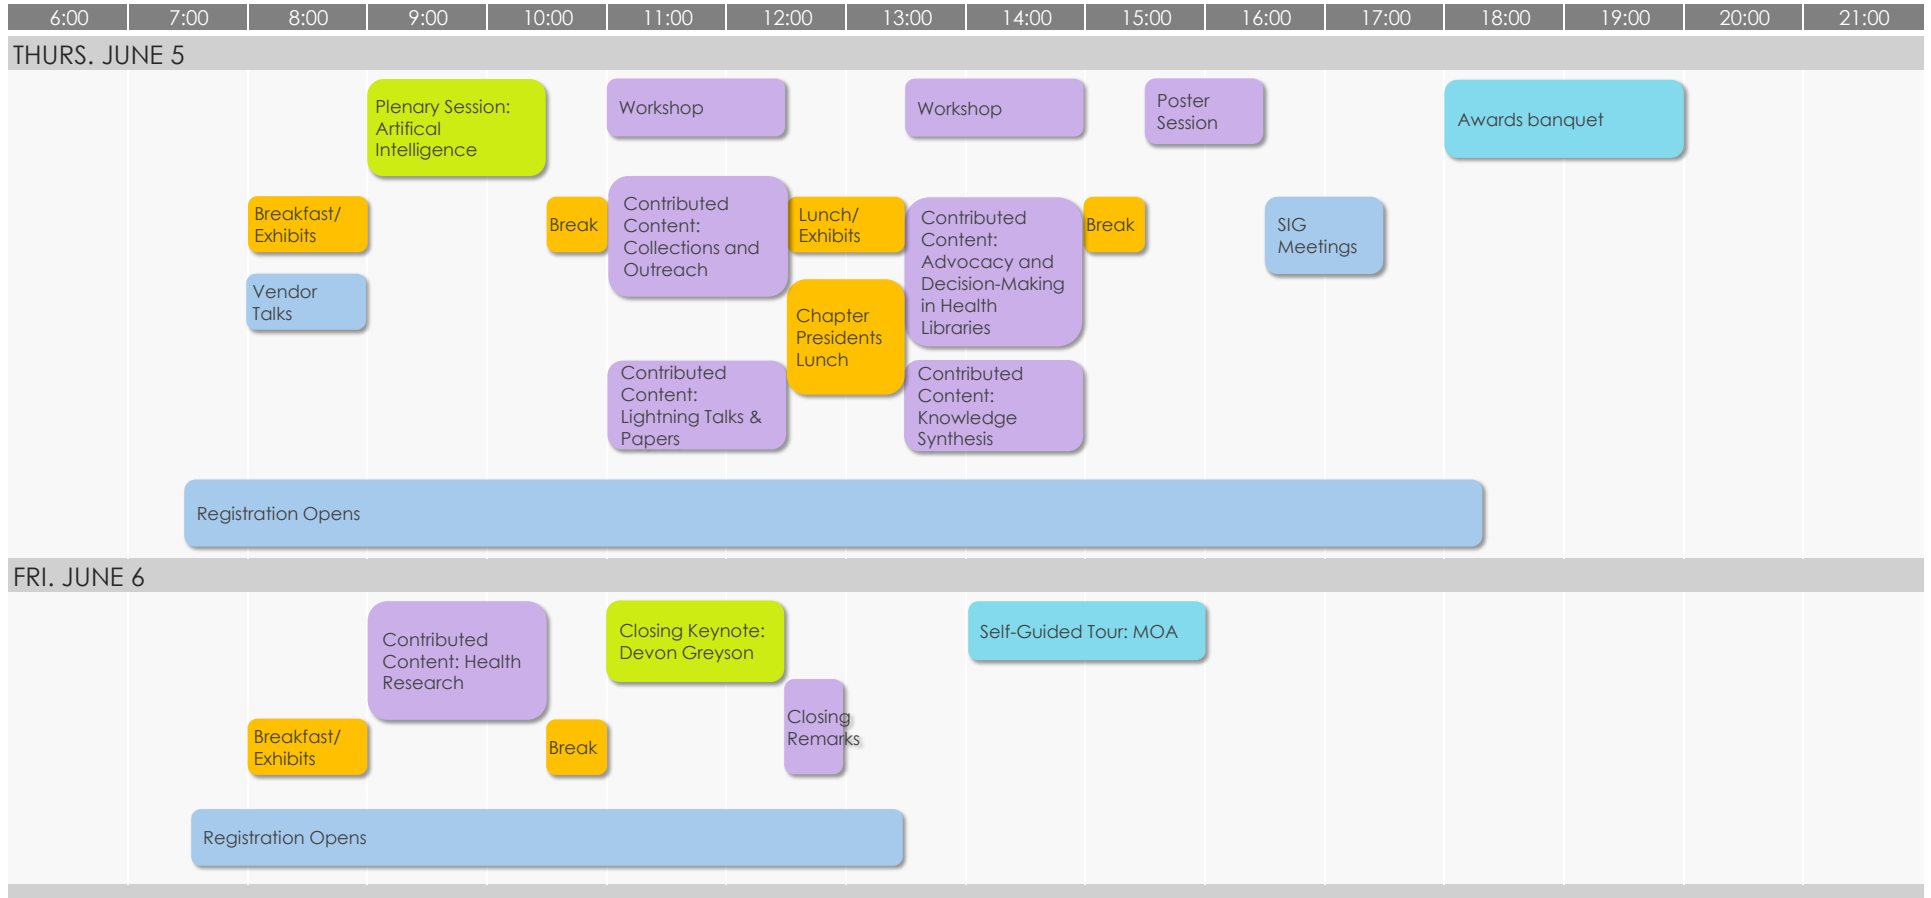 6:00 7:00 8:00 9:00 10:00 11:00 12:00 13:00 14:00 15:00 16:00 17:00 18:00 19:00 20:00 21:00
THURS. JUNE 5
Plenary Session:
Artifical
Intelligence
Workshop
Workshop
Poster
Session
Awards banquet
Breakfast/
Exhibits
Break
Contributed
Content:
Collections and
Outreach
Lunch/
Exhibits
Contributed
Content:
Advocacy and
Decision-Making
in Health
Libraries
Break
SIG
Meetings
Vendor
Talks
Chapter
Presidents
Lunch
Contributed
Content:
Lightning Talks &
Papers
Contributed
Content:
Knowledge
Synthesis
Registration Opens
FRI. JUNE 6
Contributed
Content: Health
Research
Closing Keynote:
Devon Greyson
Self-Guided Tour: MOA
Breakfast/
Exhibits
Break
Closing
Remarks
Registration Opens